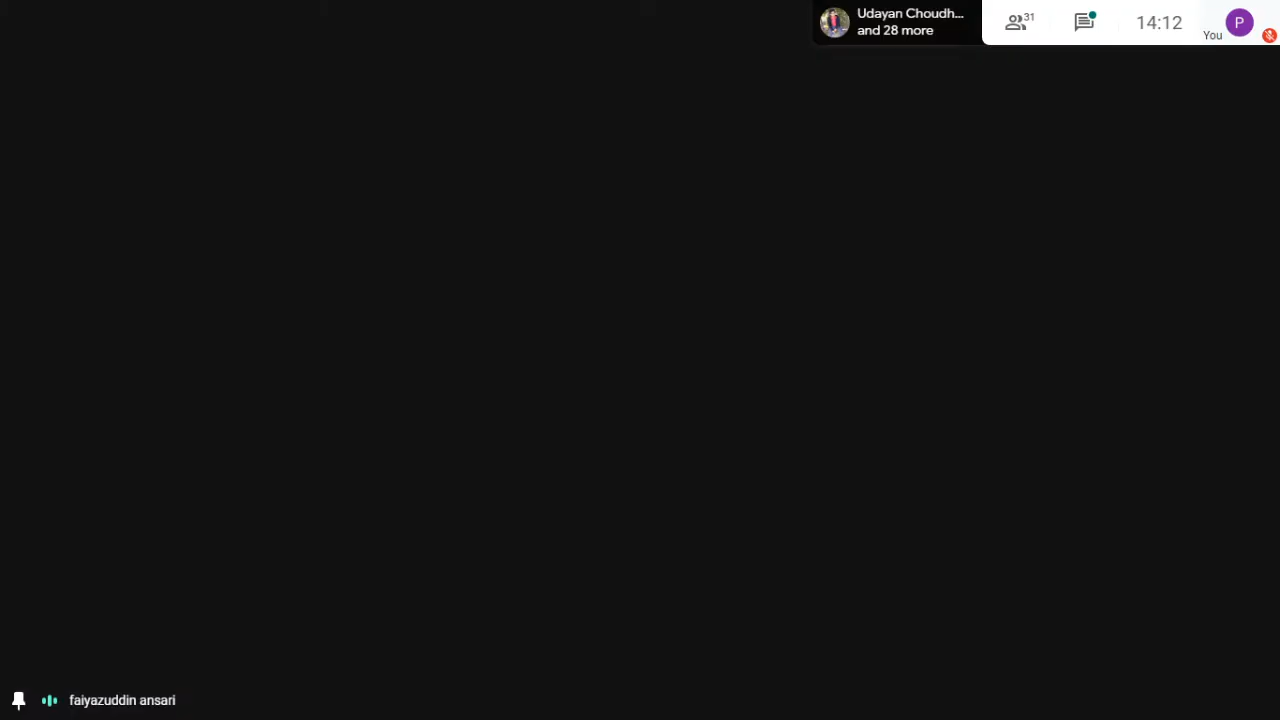 Udayan Choudh...
and 28 more
31
14:12
You
P
faiyazuddin ansari